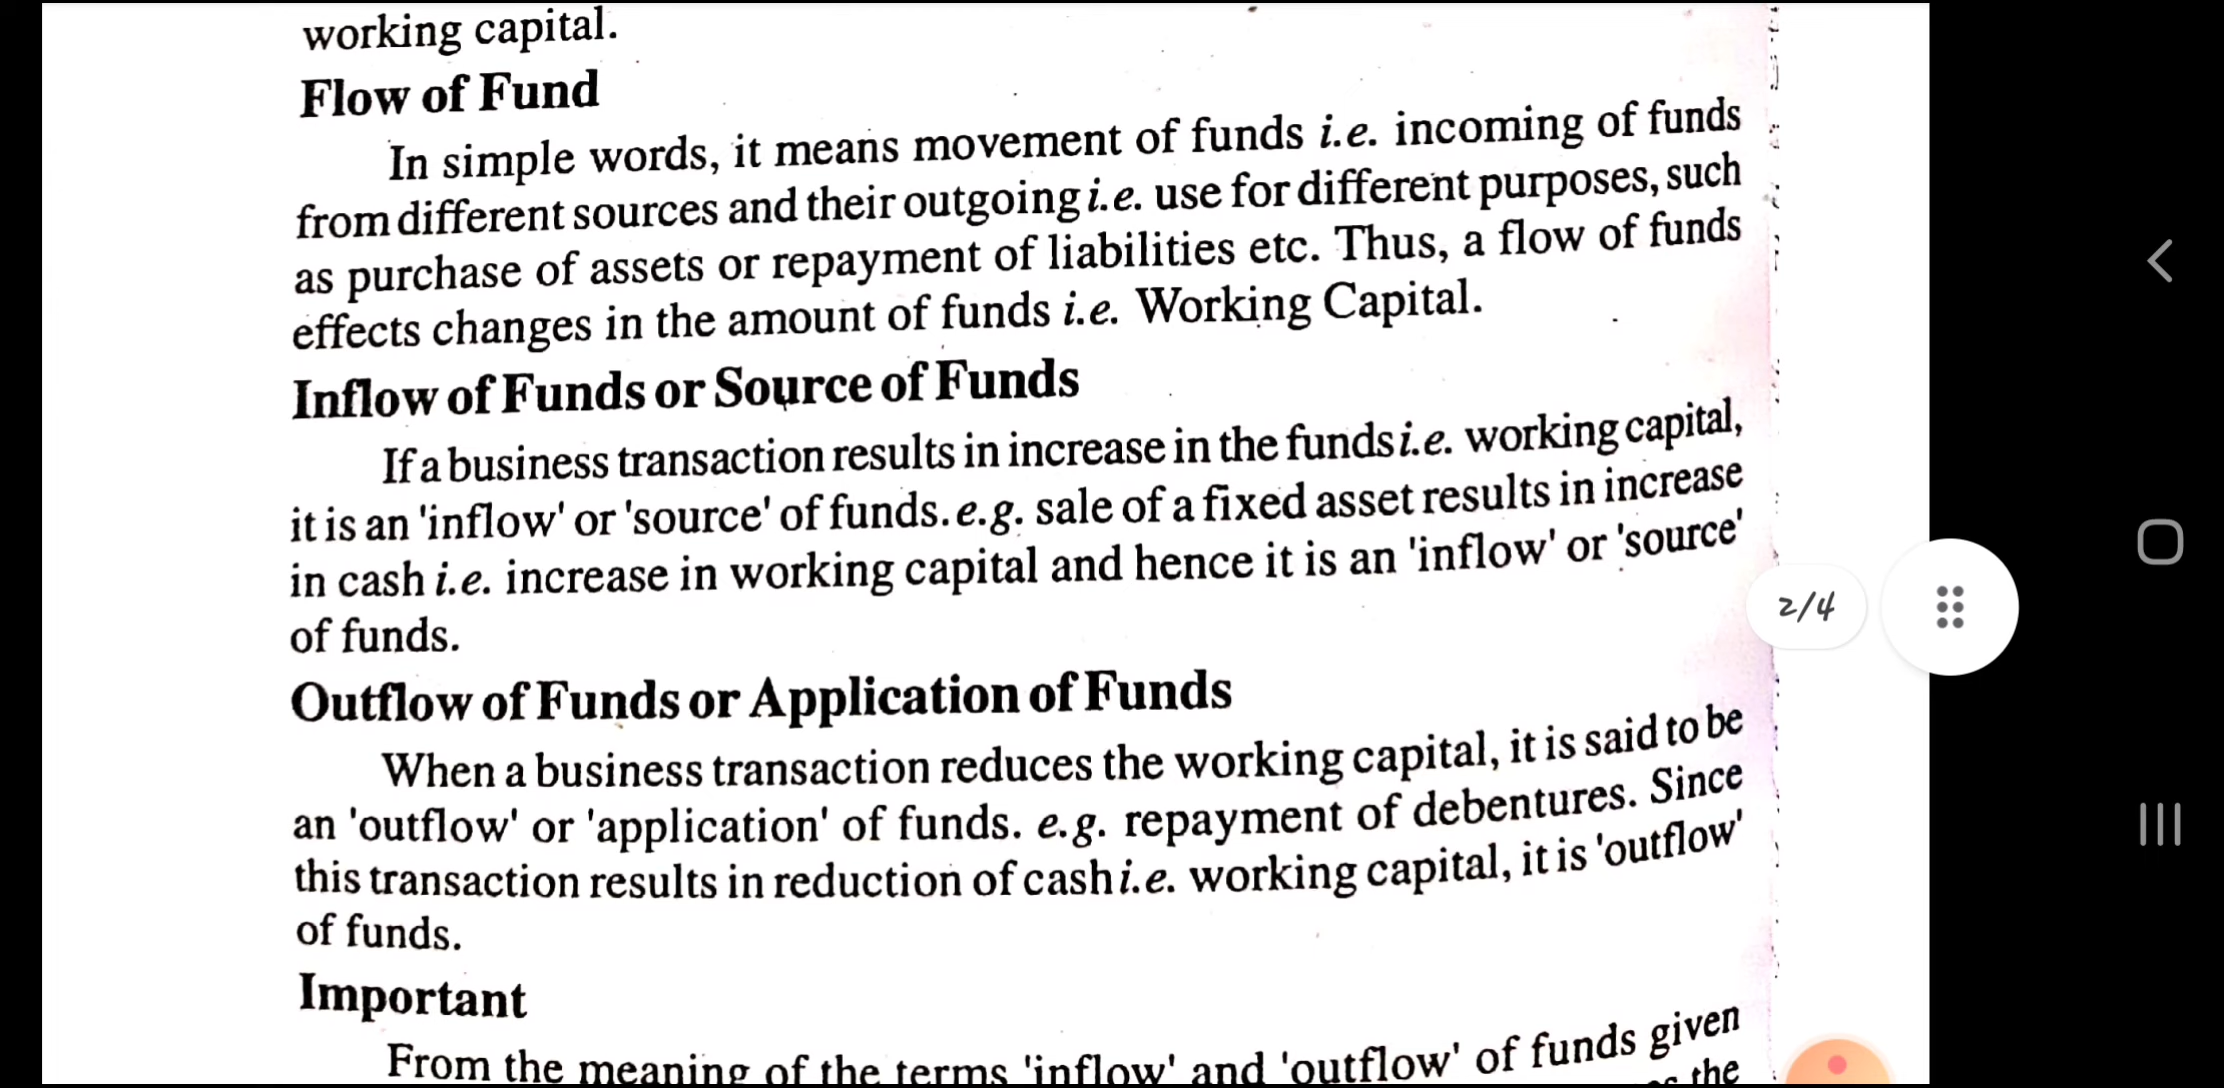 working capital.
Flow of Fund
In simple words, it means movement of funds i.e. incoming of funds
from different sources and their outgoing i.e. use for different purposes, such
as purchase of assets or repayment of liabilities etc. Thus, a flow of funds
effects changes in the amount of funds i.e. Working Capital.
Inflow of Funds or Source of Funds
If a business transaction results in increase in the funds i.e. working capital,
it is an 'inflow' or 'source' of funds. e.g. sale of a fixed asset results in increase
in cash i.e. increase in working capital and hence it is an 'inflow' or 'source'
of funds.
2/4
Outflow of Funds or Application of Funds
When a business transaction reduces the working capital, it is said to be
an 'outflow' or 'application' of funds. e.g. repayment of debentures. Since
this transaction results in reduction of cash i.e. working capital, it is 'outflow'
of funds.
Important
From the meaning of the terms 'inflow' and 'outflow' of funds given
the